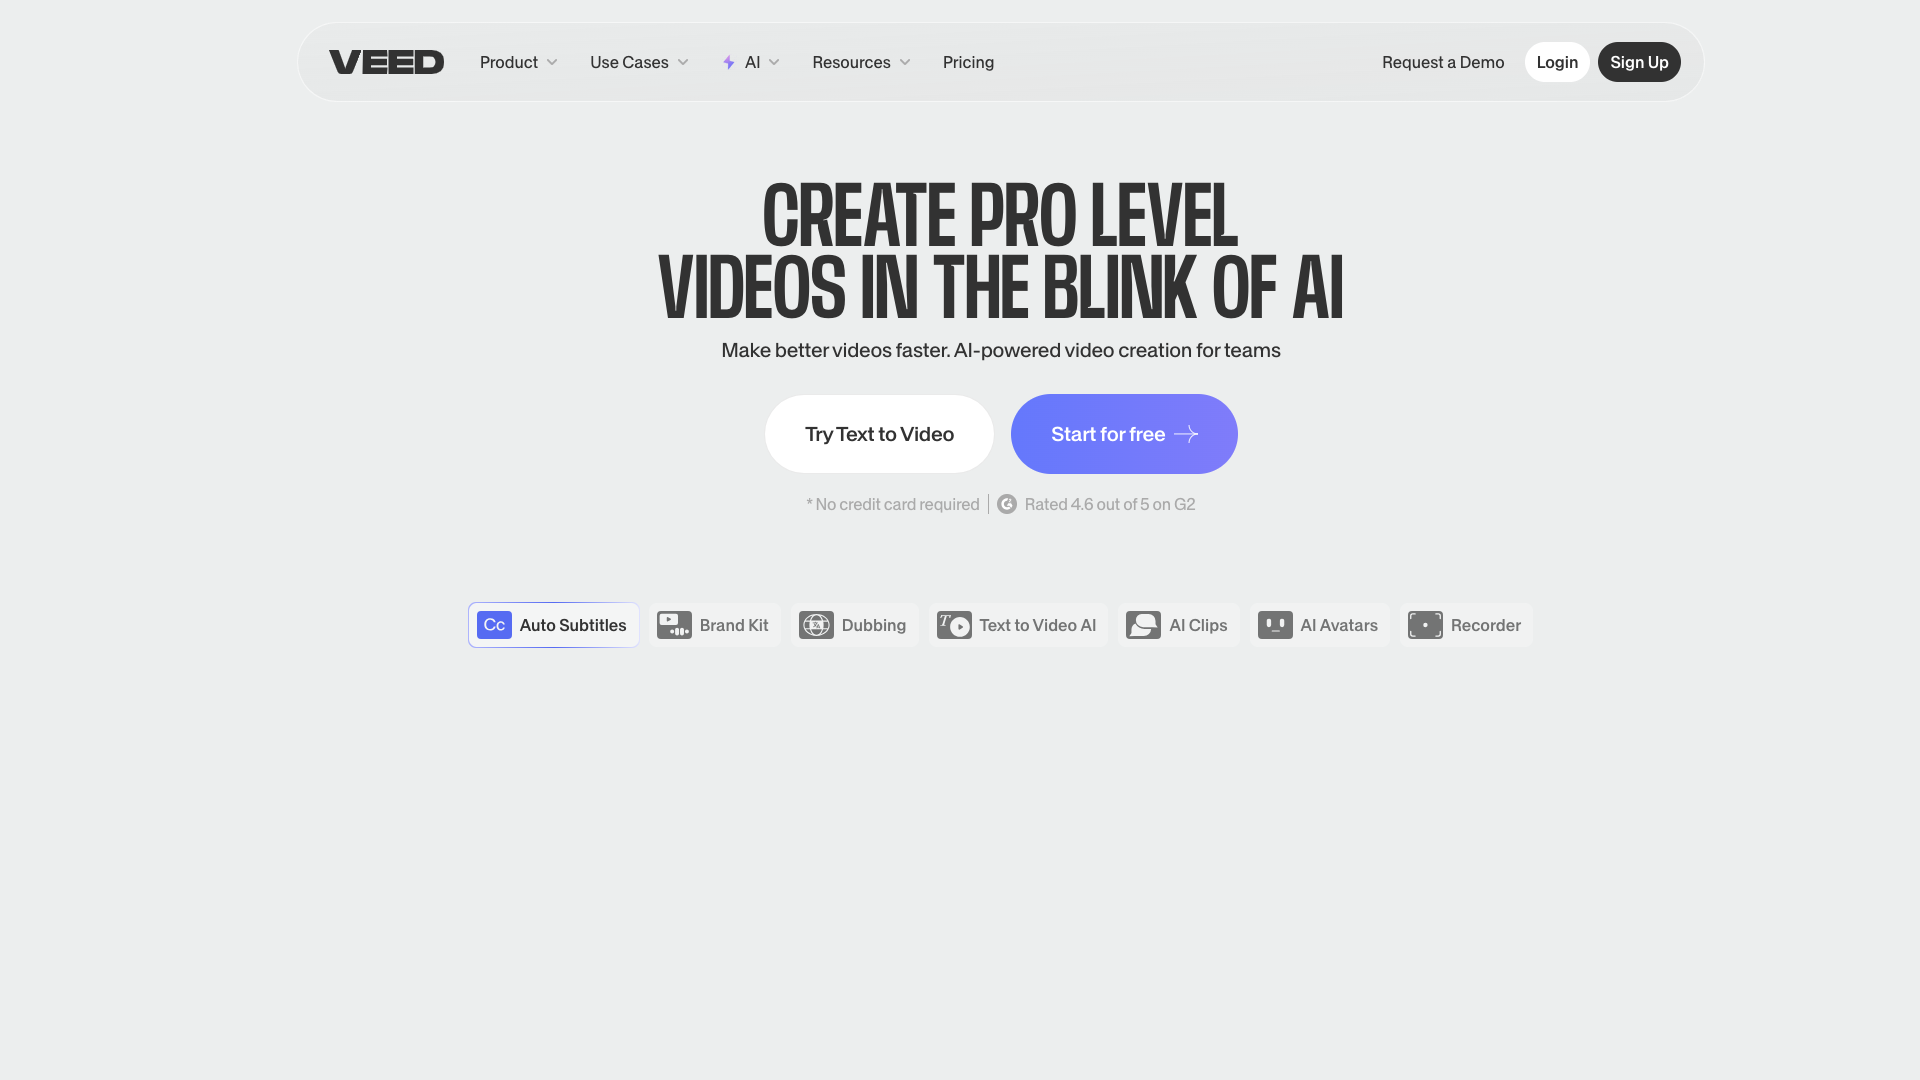 VEED
Product
Use Cases
AI
Resources
Pricing
Request a Demo
Login
Sign Up
CREATE PRO LEVEL
VIDEOS IN THE BLINK OF AI
Make better videos faster. AI-powered video creation for teams
Try Text to Video
Start for free
* No credit card required
Rated 4.6 out of 5 on G2
Cc Auto Subtitles
Brand Kit
Dubbing
T Text to Video AI
AI Clips
AI Avatars
Recorder